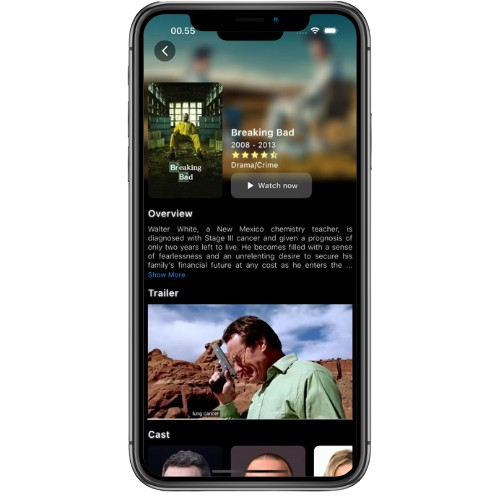 00.55
Breaking Bad
2008 - 2013
Drama/Crime
Breaking
Bad
Watch now
Overview
Walter White, a New Mexico chemistry teacher, is
diagnosed with Stage III cancer and given a prognosis of
only two years left to live. He becomes filled with a sense
of fearlessness and an unrelenting desire to secure his
family's financial future at any cost as he enters the ...
Show More
Trailer
lung cancer
Cast